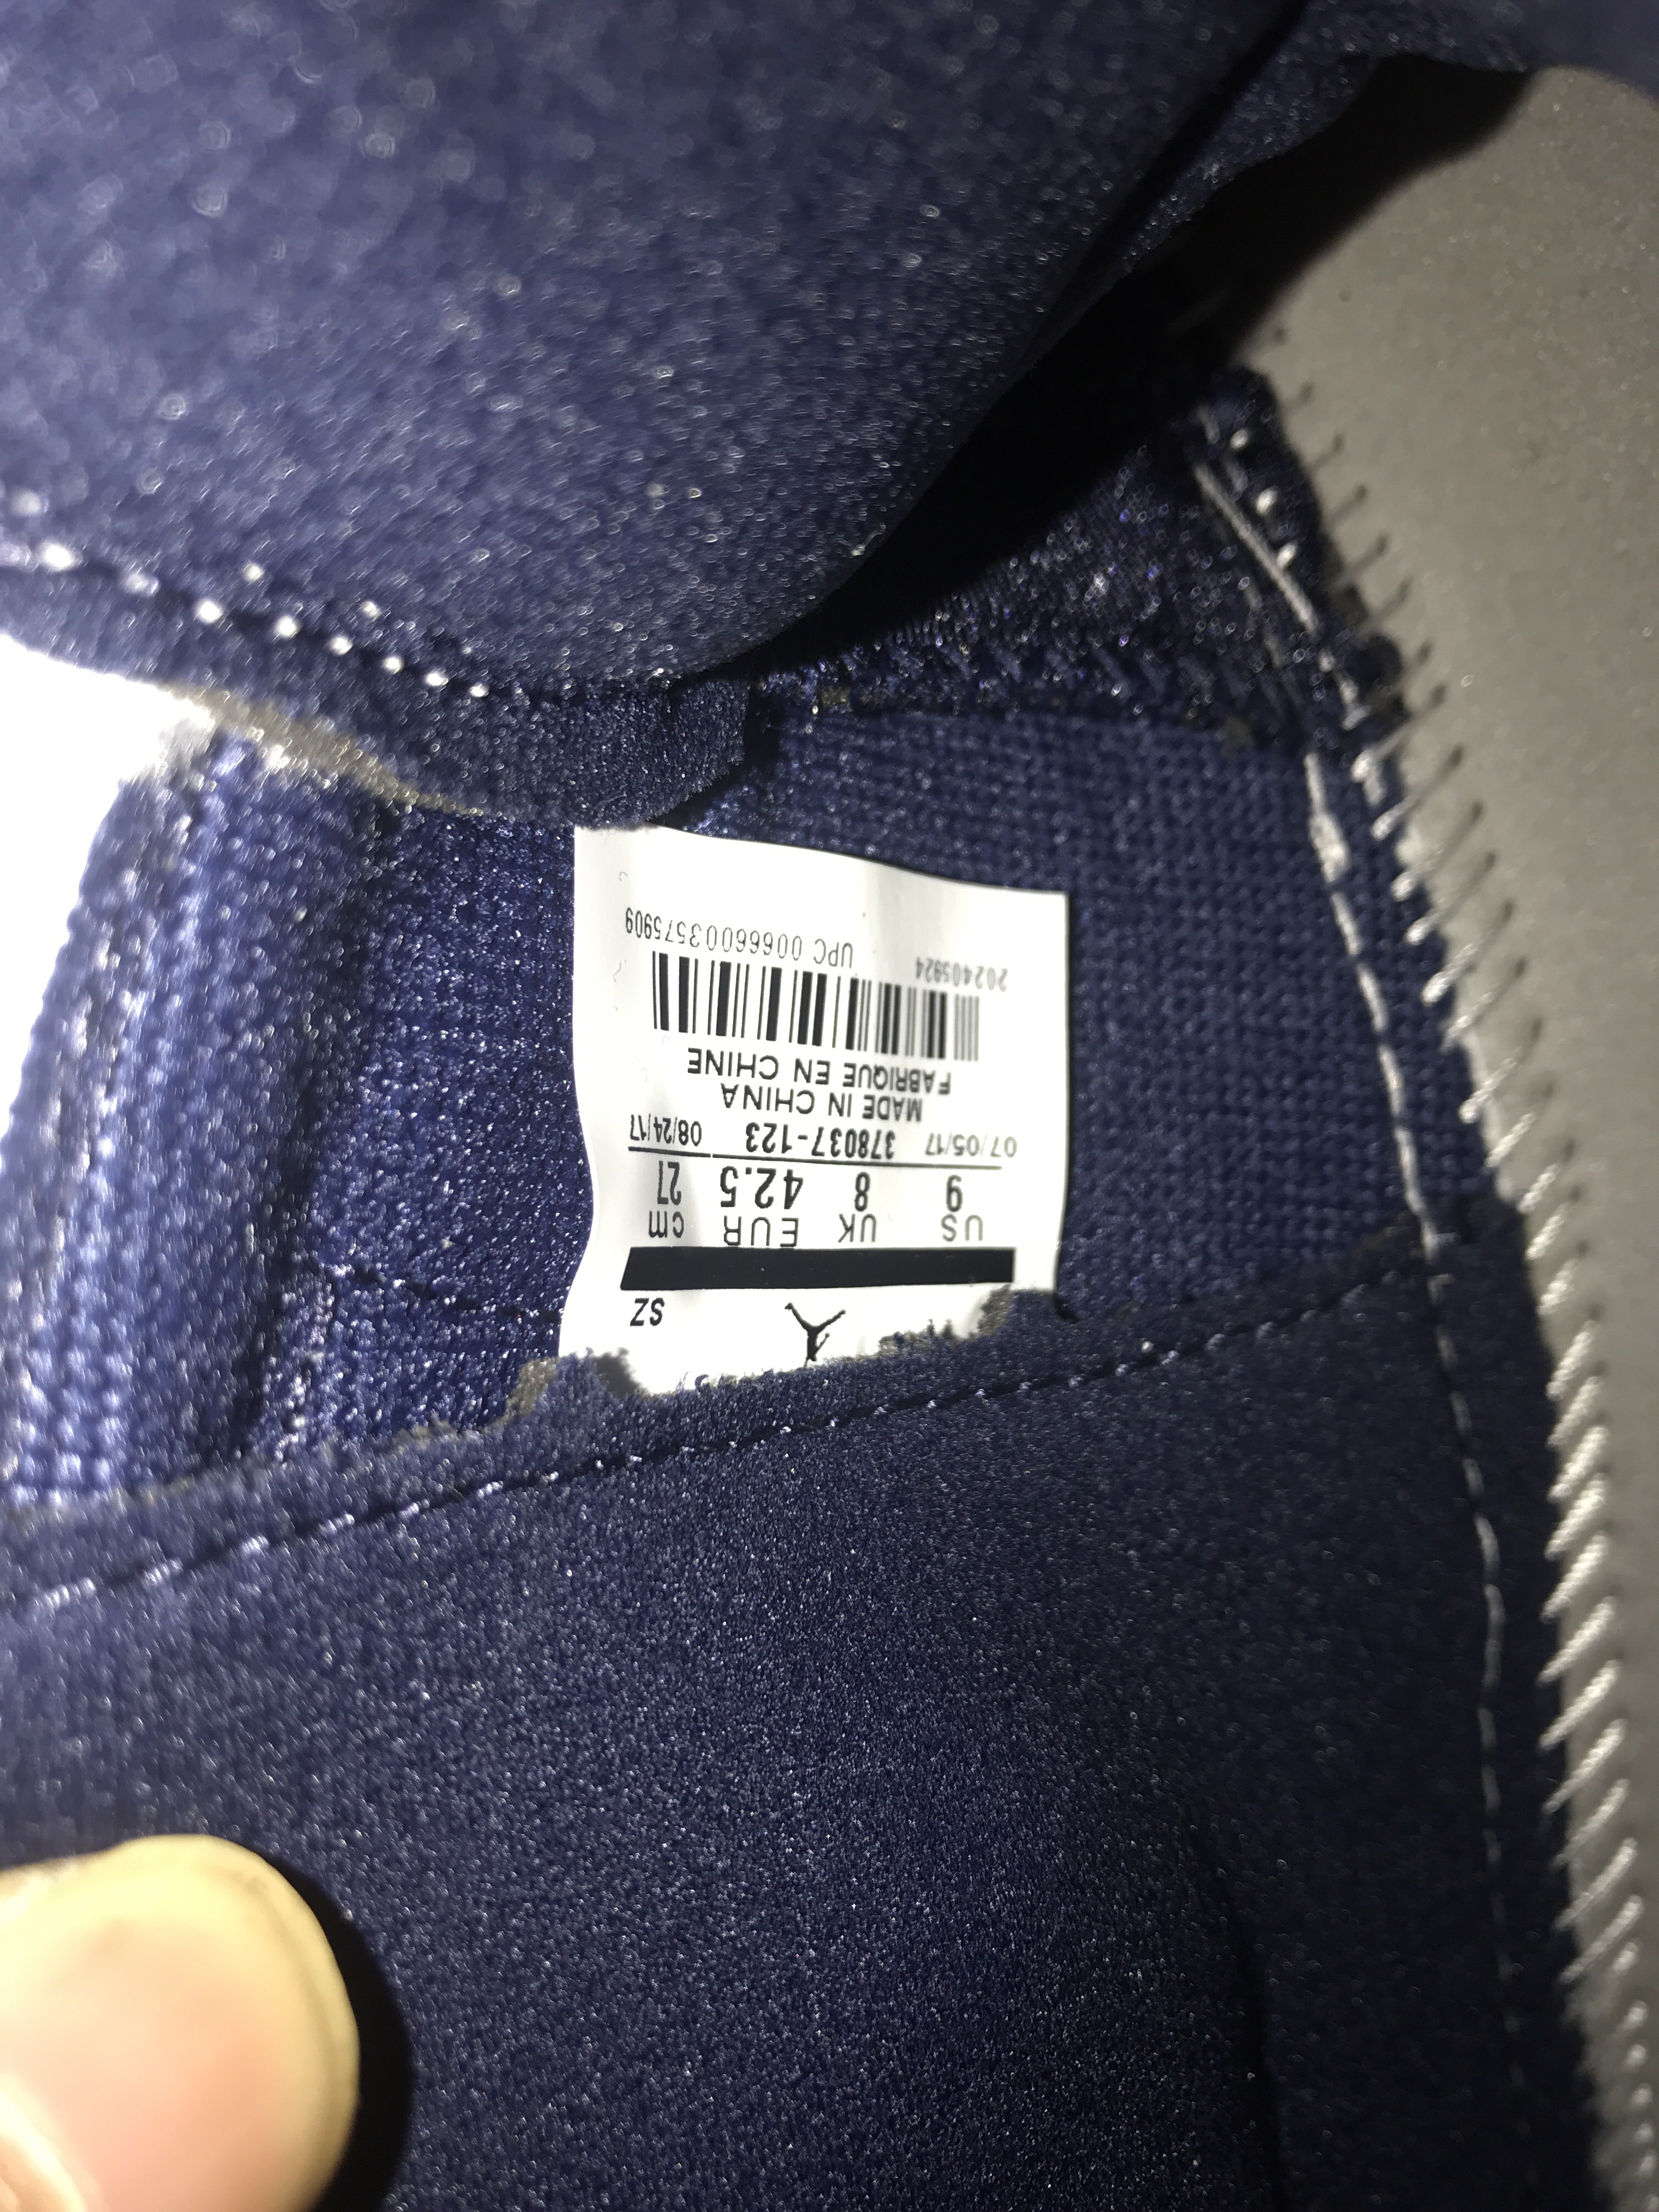 ZS
US UK EUR cm
9 8 42.5 27
07/05/17 378037-123 08/24/17
MADE IN CHINA
FABRIQUE EN CHINE
202405924
UPC 00666003575909